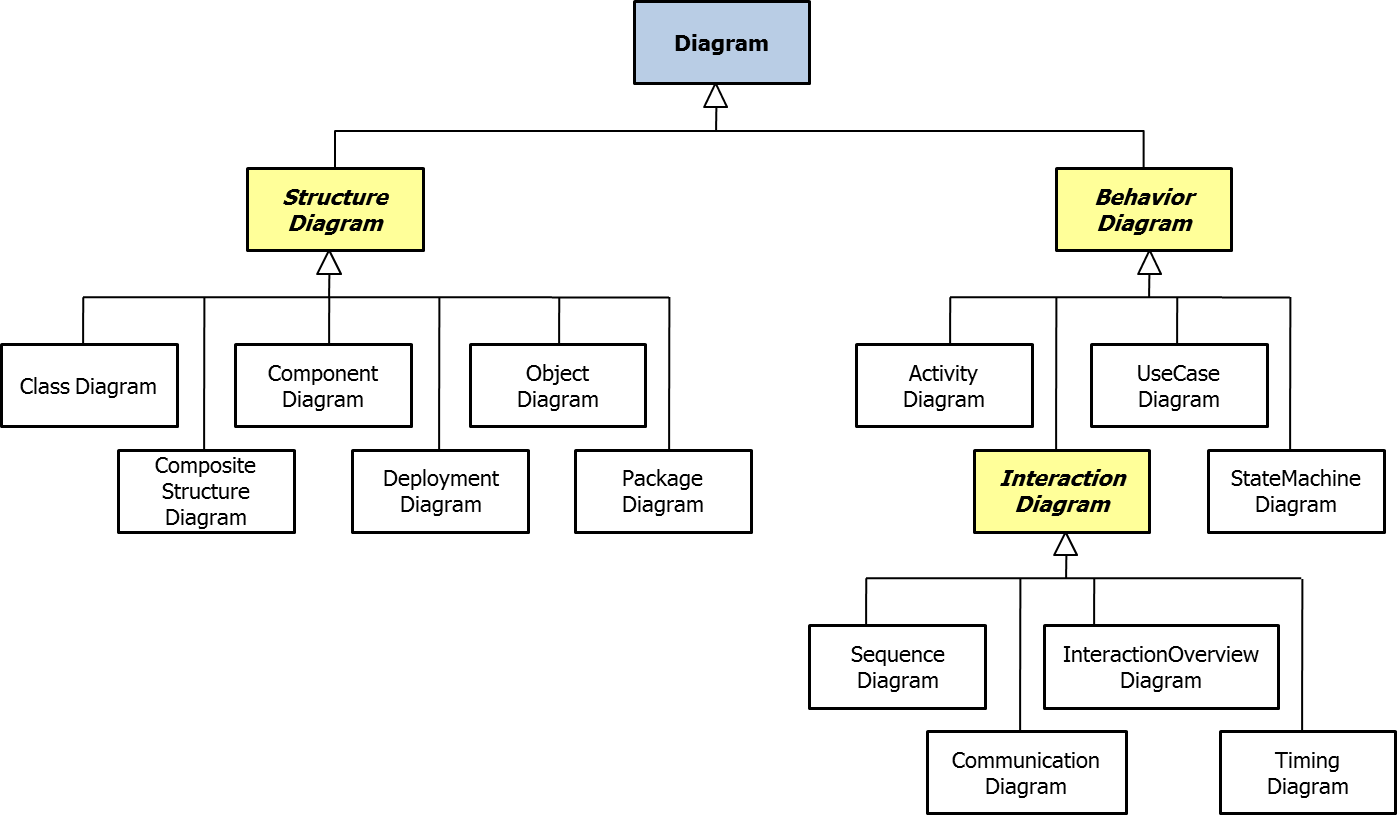 Diagram
Structure
Diagram
Behavior
Diagram
Class Diagram
Component
Diagram
Object
Diagram
Activity
Diagram
UseCase
Diagram
Composite
Structure
Diagram
Deployment
Diagram
Package
Diagram
Interaction
Diagram
StateMachine
Diagram
Sequence
Diagram
InteractionOverview
Diagram
Communication
Diagram
Timing
Diagram